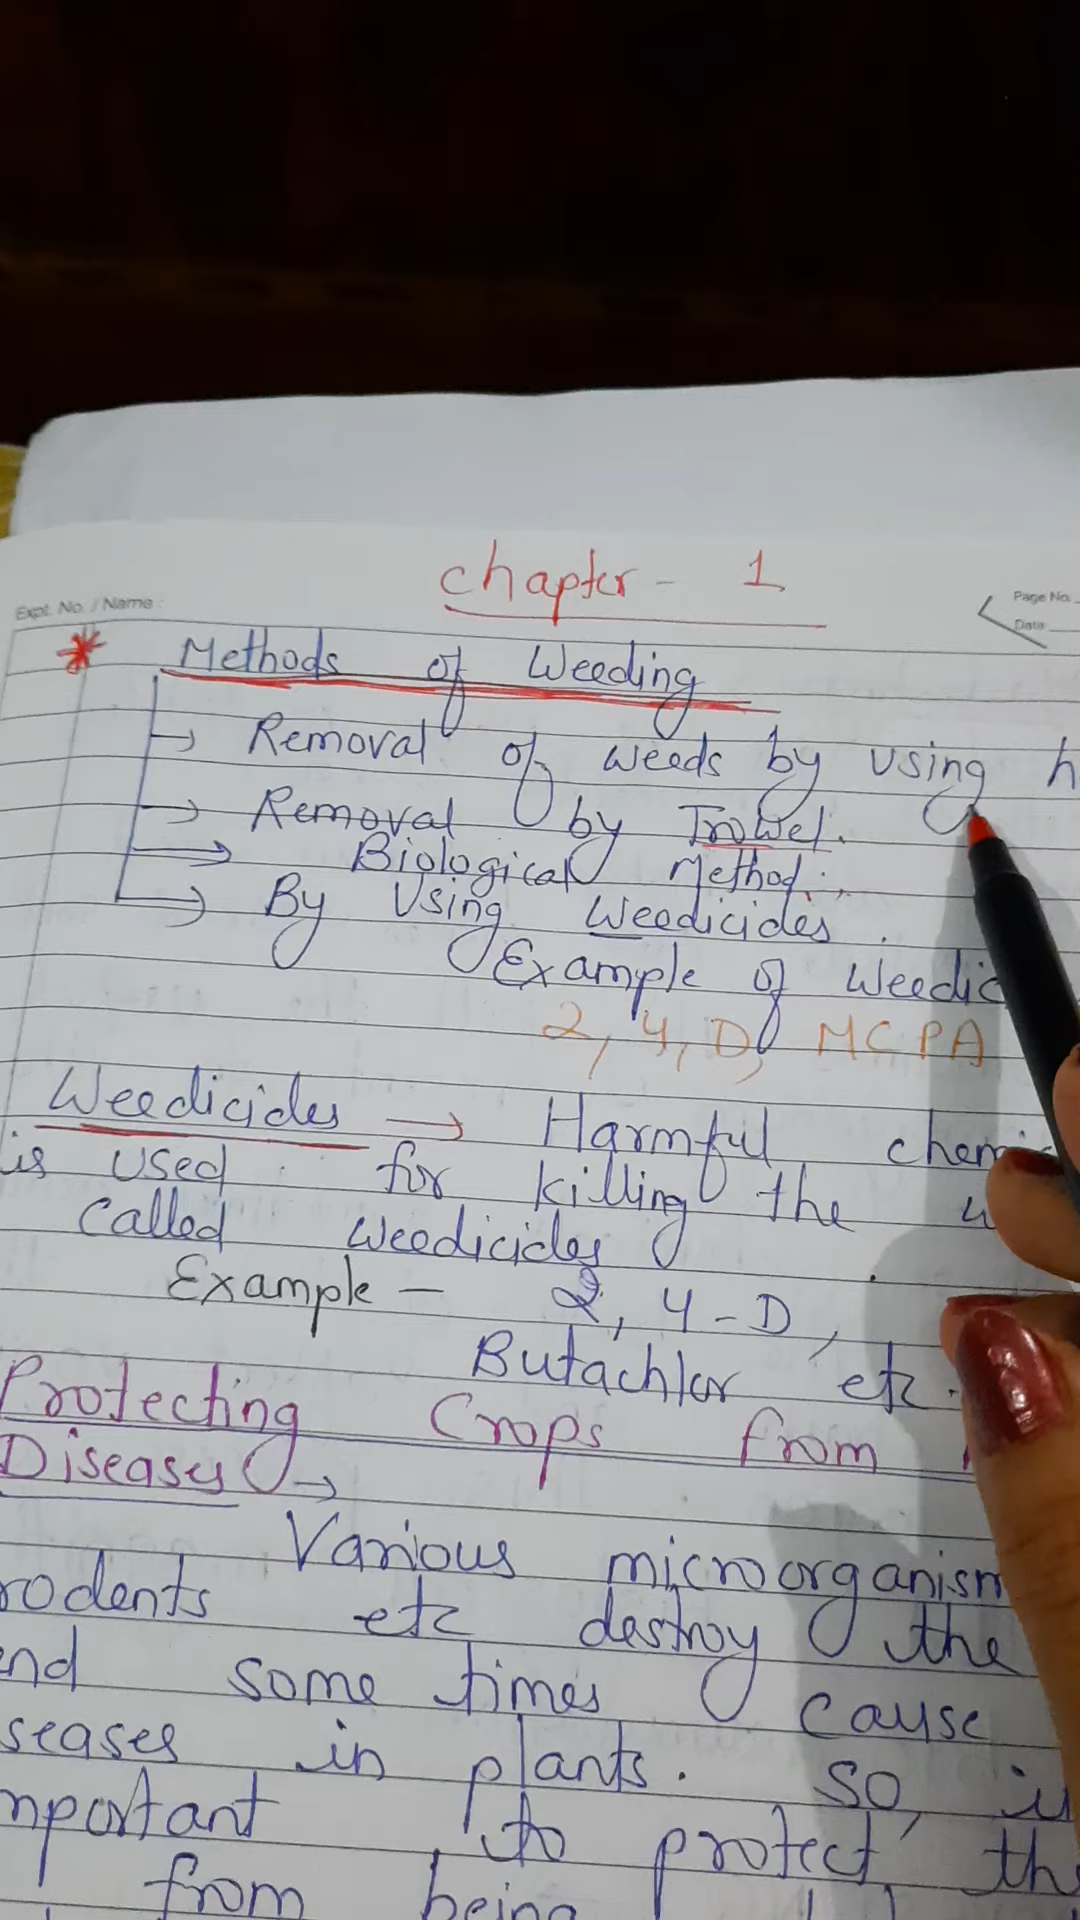 chapter - 1
Expt. No. / Name :
Page No.
Date
* Methods of Weeding
→ Removal of weeds by using h
→ Removal by Trowel.
→ Biological Method.
→ By Using Weedicides.
Example of Weedic
2, 4, D, MCPA
Weedicides → Harmful chemi
is used for killing the w
called weedicides
Example - 2, 4-D,
Butachlor etc.
Protecting Crops from
Diseases →
Various microorganism
rodents etc destroy the
end some times cause
seases in plants. So, i
mportant to protect th
from being